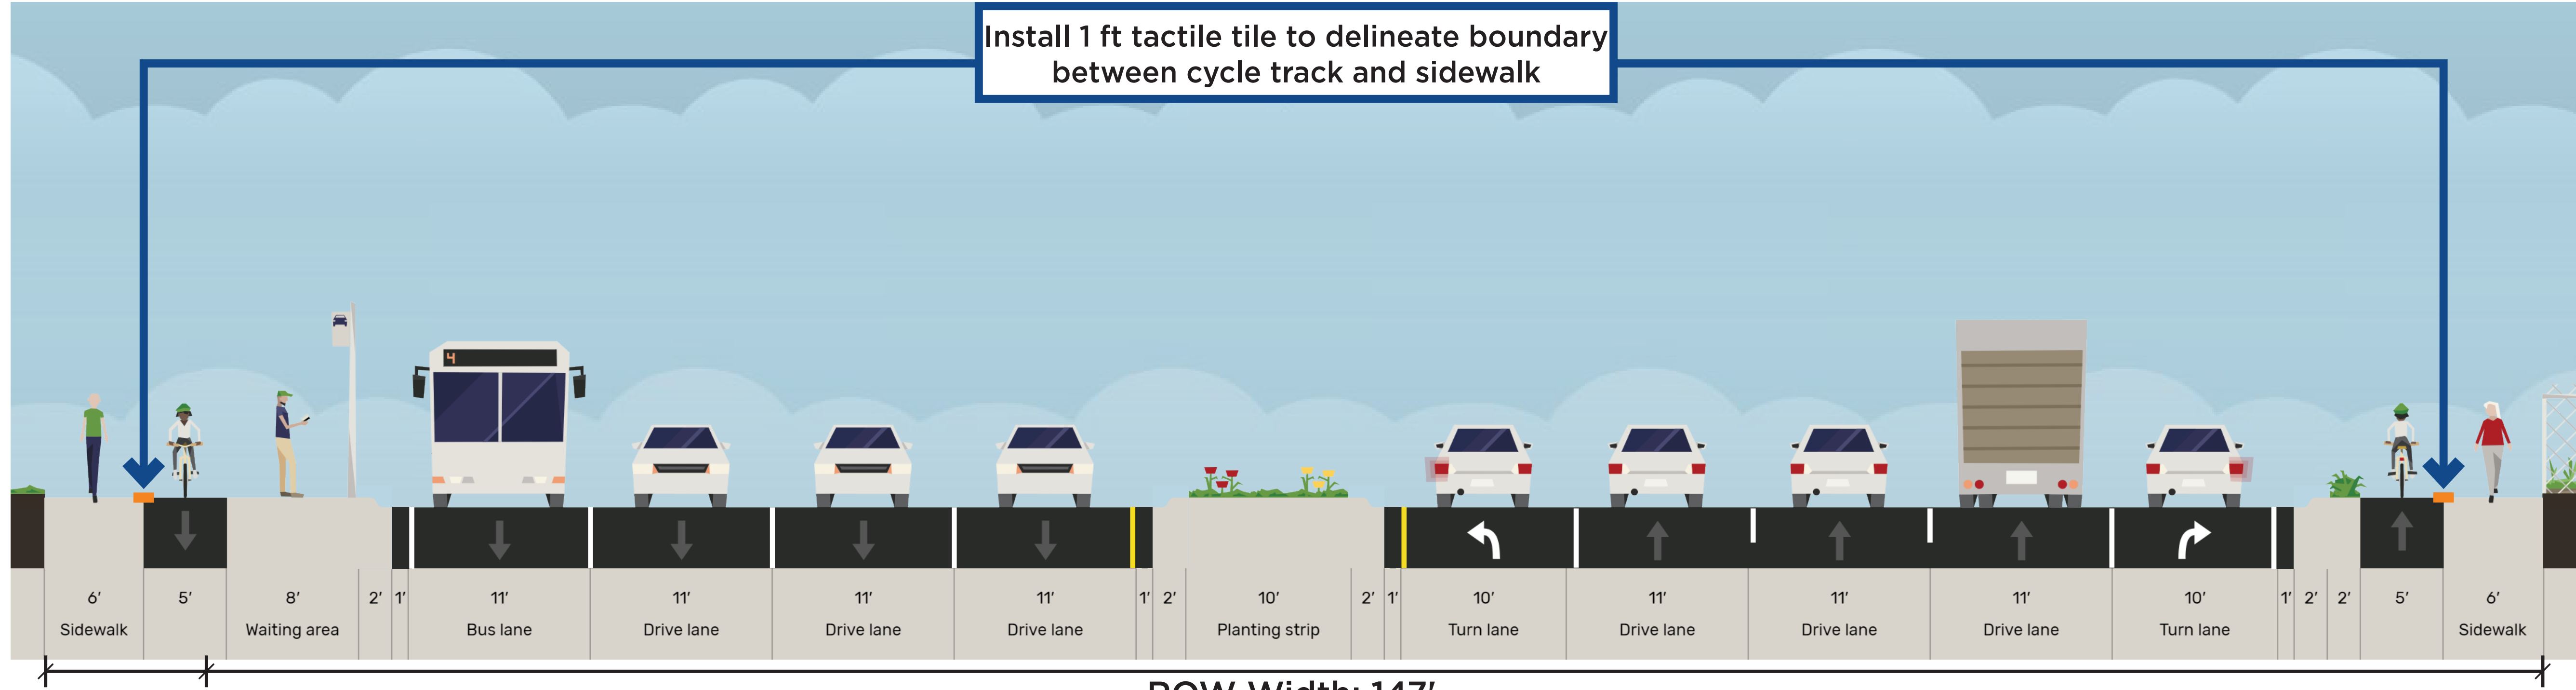 Install 1 ft tactile tile to delineate boundary
between cycle track and sidewalk
4
6' 5' 8' 2' 1' 11' 11' 11' 11' 1' 2' 10' 2' 1' 10' 11' 11' 11' 10' 1' 2' 2' 5' 6'
Sidewalk Waiting area Bus lane Drive lane Drive lane Drive lane Planting strip Turn lane Drive lane Drive lane Drive lane Turn lane Sidewalk
ROW Width: 147'